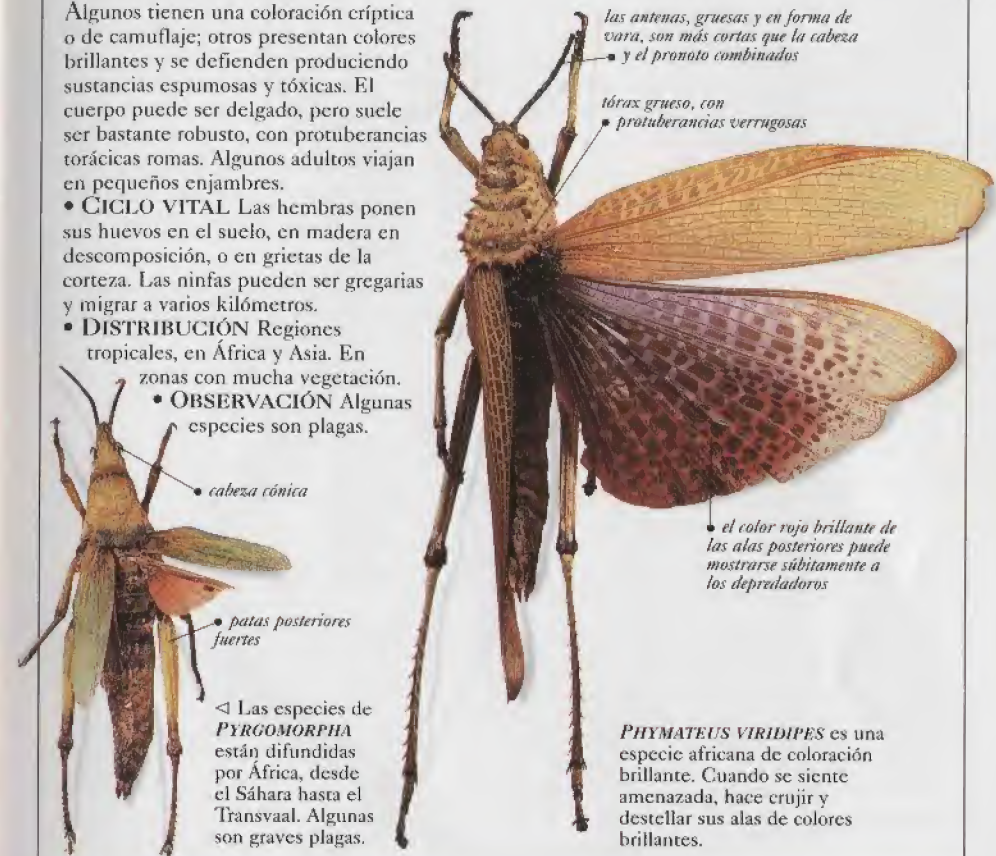 Algunos tienen una coloración críptica
o de camuflaje; otros presentan colores
brillantes y se defienden produciendo
sustancias espumosas y tóxicas. El
cuerpo puede ser delgado, pero suele
ser bastante robusto, con protuberancias
torácicas romas. Algunos adultos viajan
en pequeños enjambres.
• CICLO VITAL Las hembras ponen
sus huevos en el suelo, en madera en
descomposición, o en grietas de la
corteza. Las ninfas pueden ser gregarias
y migrar a varios kilómetros.
• DISTRIBUCIÓN Regiones
tropicales, en África y Asia. En
zonas con mucha vegetación.
• OBSERVACIÓN Algunas
especies son plagas.
las antenas, gruesas y en forma de
vara, son más cortas que la cabeza
y el pronoto combinados
tórax grueso, con
protuberancias verrugosas
cabeza cónica
patas posteriores
fuertes
el color rojo brillante de
las alas posteriores puede
mostrarse súbitamente a
los depredadores
◁ Las especies de
PYRGOMORPHA
están difundidas
por África, desde
el Sáhara hasta el
Transvaal. Algunas
son graves plagas.
PHYMATEUS VIRIDIPES es una
especie africana de coloración
brillante. Cuando se siente
amenazada, hace crujir y
destellar sus alas de colores
brillantes.